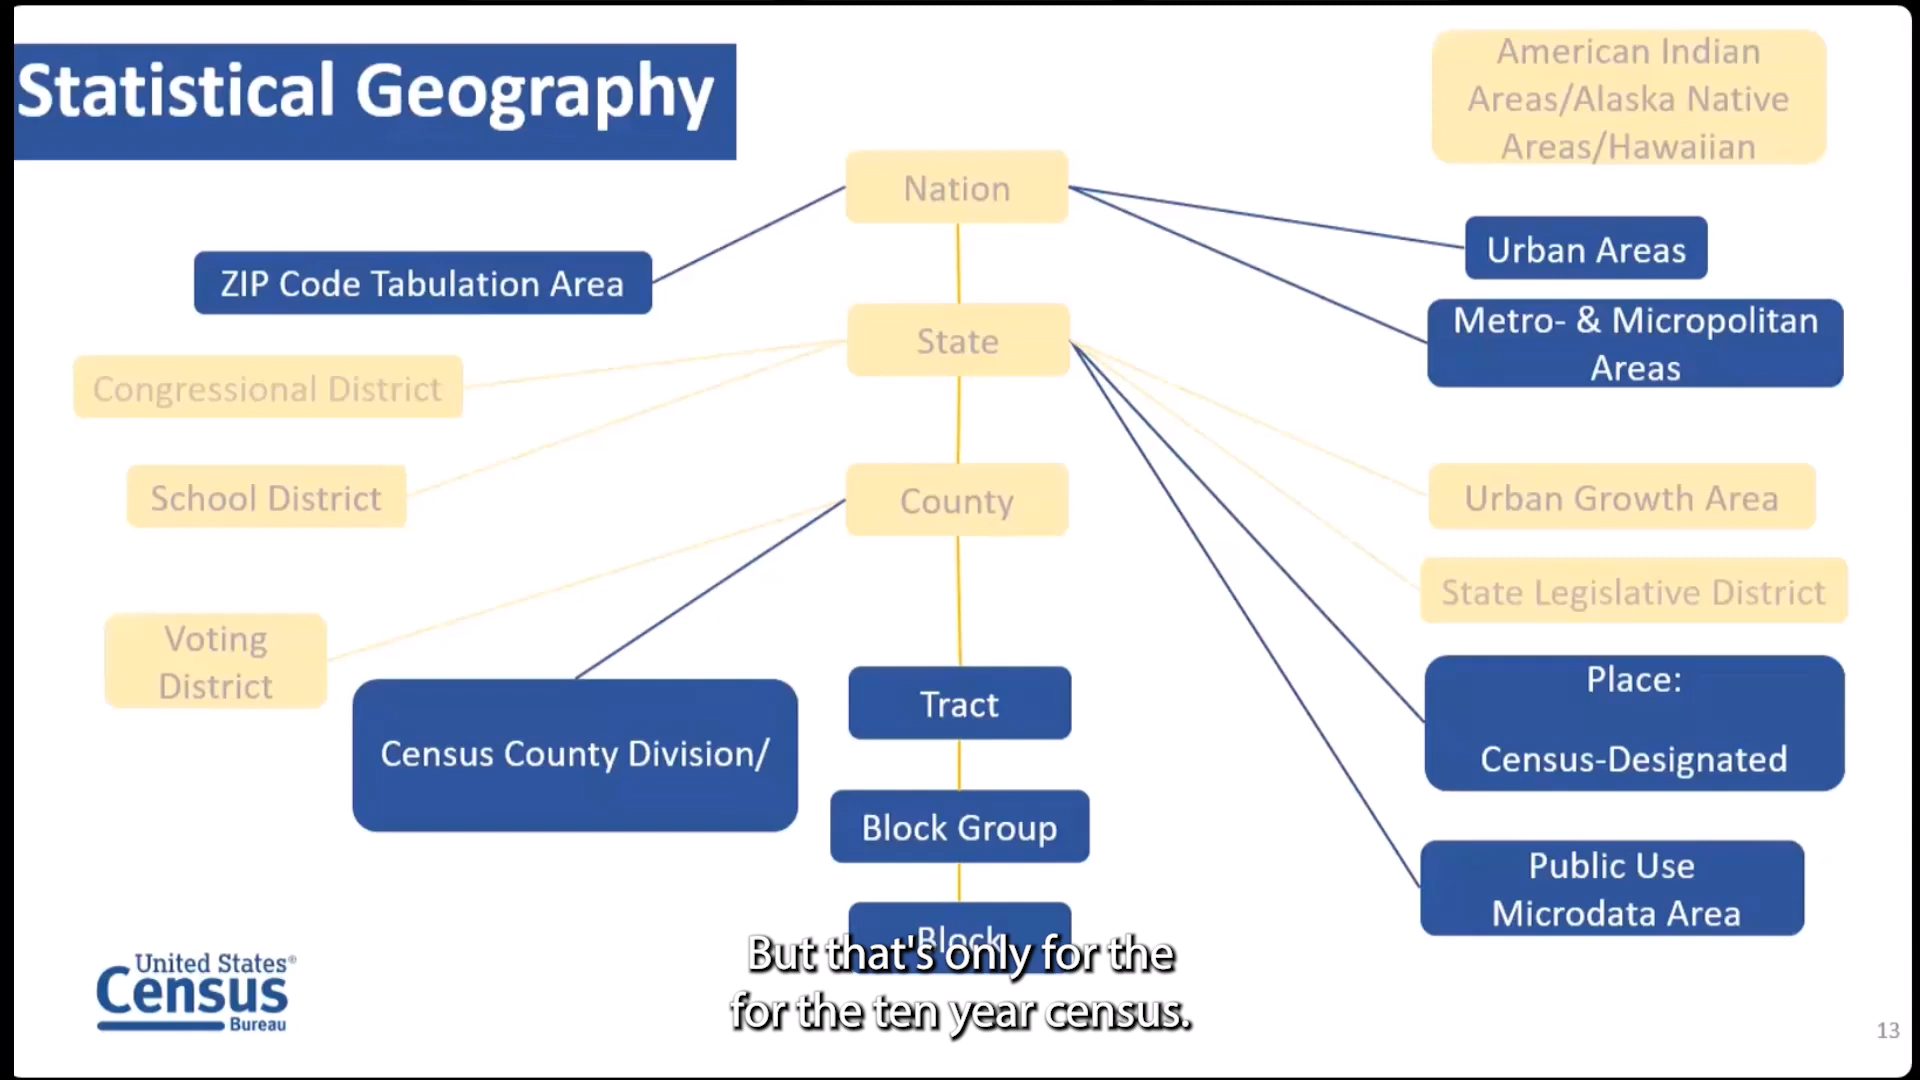 Statistical Geography
American Indian
Areas/Alaska Native
Areas/Hawaiian
Nation
Urban Areas
ZIP Code Tabulation Area
Metro- & Micropolitan
Areas
State
Congressional District
School District
County
Urban Growth Area
State Legislative District
Voting
District
Place:
Census-Designated
Tract
Census County Division/
Block Group
Public Use
Microdata Area
Block
But that's only for the
for the ten year census.
United States®
Census
Bureau
13